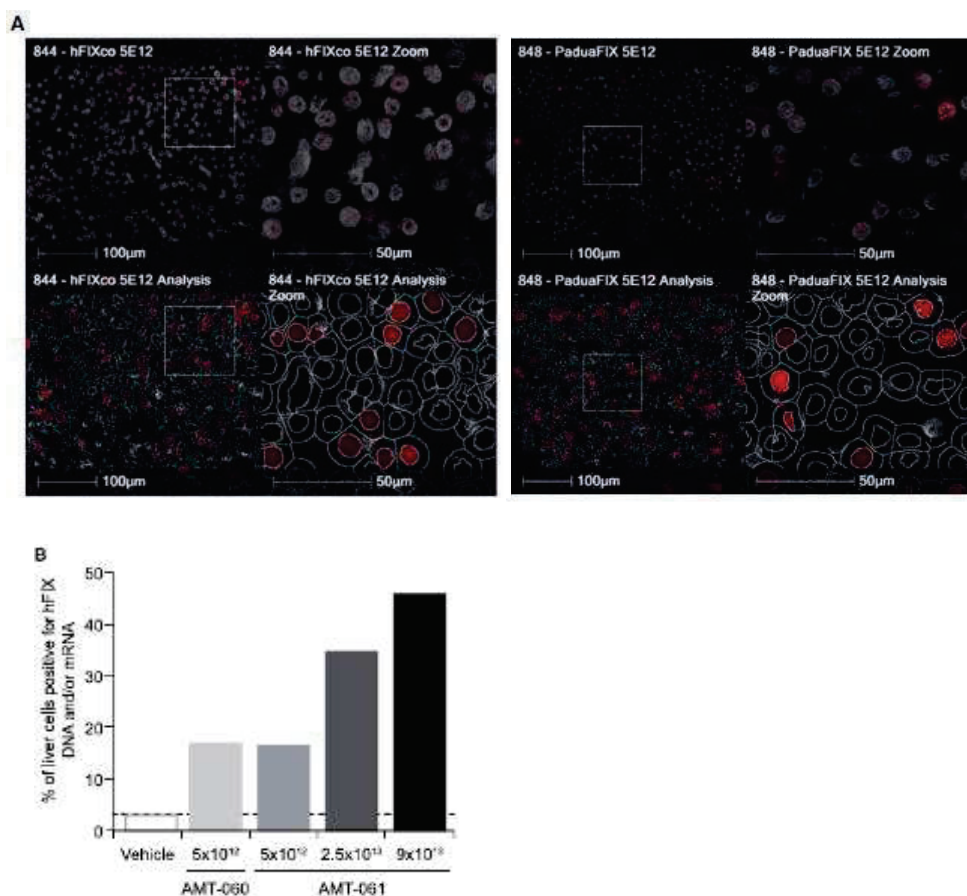 A
844 - hFIXco 5E12
844 - hFIXco 5E12 Zoom
848 - PaduaFIX 5E12
848 - PaduaFIX 5E12 Zoom
100µm
50µm
100µm
50µm
844 - hFIXco 5E12 Analysis
844 - hFIXco 5E12 Analysis
Zoom
848 - PaduaFIX 5E12 Analysis
848 - PaduaFIX 5E12 Analysis
Zoom
100µm
50µm
100µm
50µm
B
% of liver cells positive for hFIX
DNA and/or mRNA
50
40
30
20
10
0
Vehicle
5x10¹²
5x10¹²
2.5x10¹³
9x10¹³
AMT-060
AMT-061